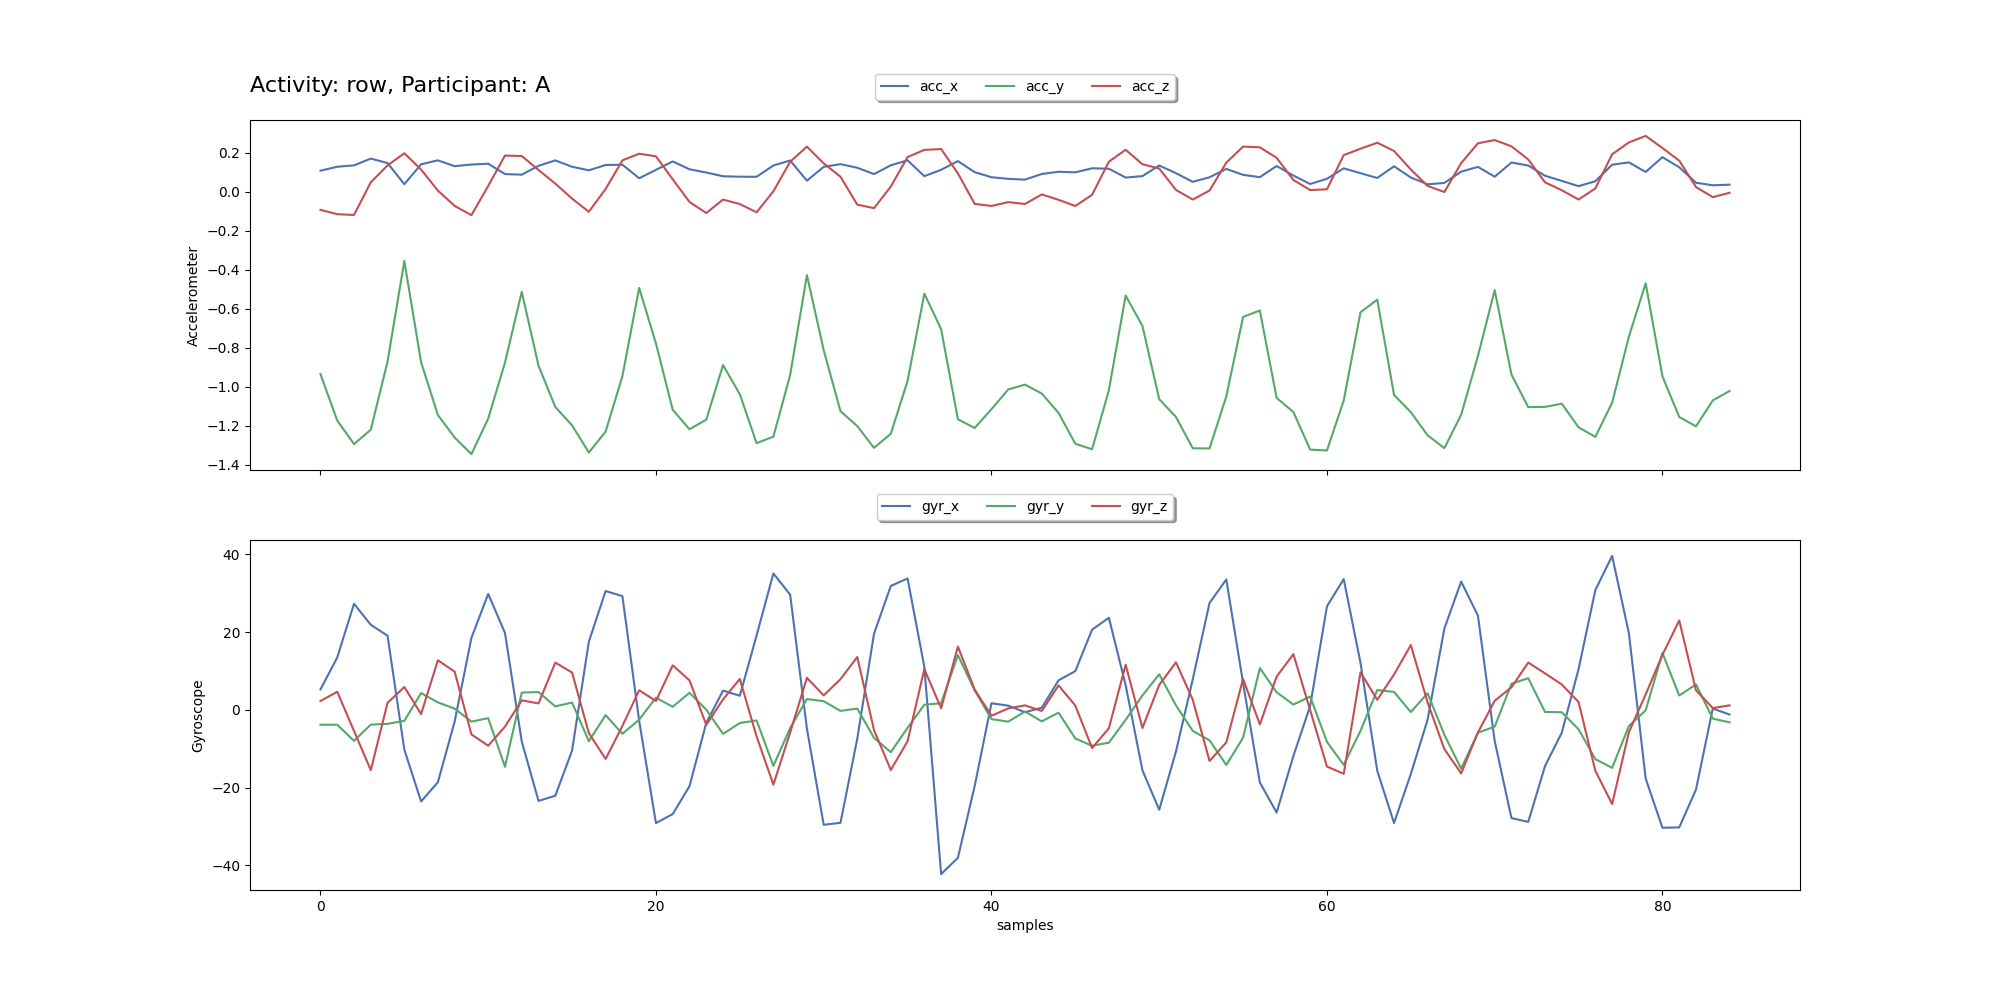 Activity: row, Participant: A
acc_x acc_y acc_z
0.2
0.0
−0.2
−0.4
−0.6
−0.8
−1.0
−1.2
−1.4
Accelerometer
gyr_x gyr_y gyr_z
40
20
0
−20
−40
Gyroscope
0 20 40 60 80
samples